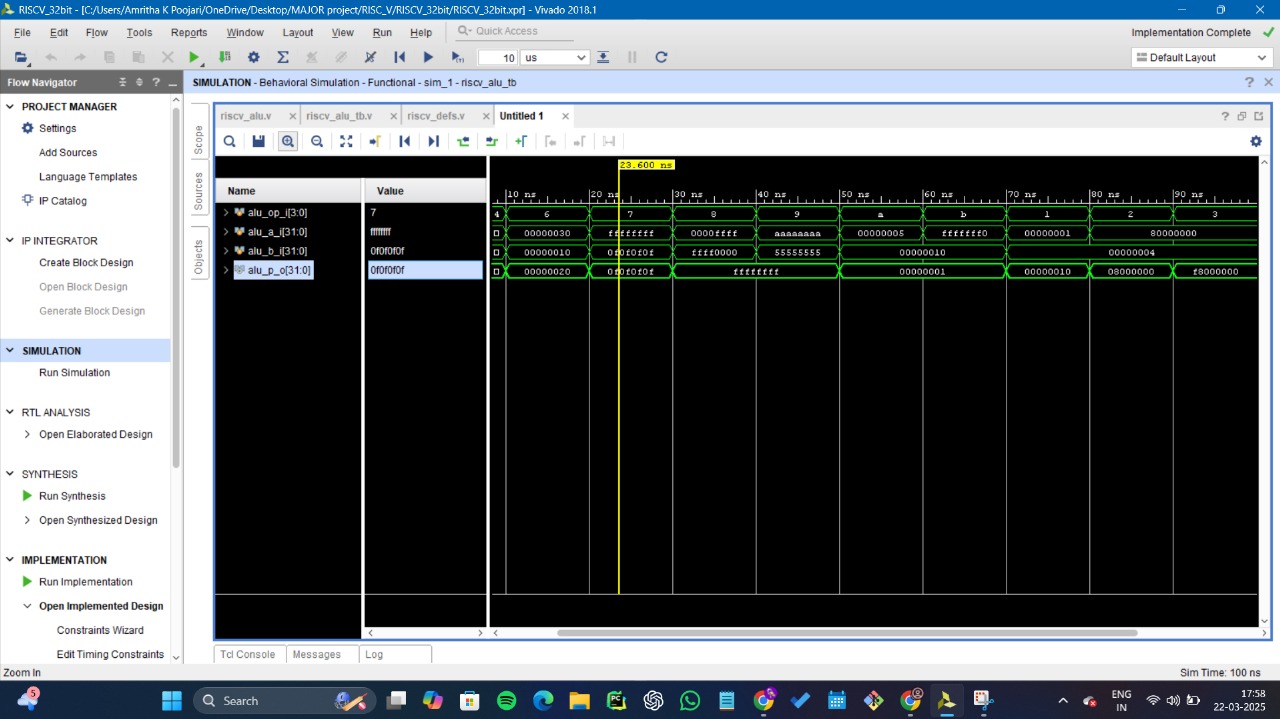 RISCV_32bit - [C:/Users/Amritha K Poojari/OneDrive/Desktop/MAJOR project/RISC_V/RISCV_32bit/RISCV_32bit.xpr] - Vivado 2018.1
File Edit Flow Tools Reports Window Layout View Run Help Quick Access Implementation Complete
10 us Default Layout
Flow Navigator
SIMULATION - Behavioral Simulation - Functional - sim_1 - riscv_alu_tb
PROJECT MANAGER
Settings
Add Sources
Language Templates
IP Catalog
IP INTEGRATOR
Create Block Design
Open Block Design
Generate Block Design
SIMULATION
Run Simulation
RTL ANALYSIS
Open Elaborated Design
SYNTHESIS
Run Synthesis
Open Synthesized Design
IMPLEMENTATION
Run Implementation
Open Implemented Design
Constraints Wizard
Edit Timing Constraints
Scope
Sources
Objects
riscv_alu.v riscv_alu_tb.v riscv_defs.v Untitled 1
23.600 ns
Name Value 10 ns 20 ns 30 ns 40 ns 50 ns 60 ns 70 ns 80 ns 90 ns
alu_op_i[3:0] 7 4 6 7 8 9 a b 1 2 3
alu_a_i[31:0] ffffffff 00000030 ffffffff 0000ffff aaaaaaaa 00000005 fffffff0 00000001 80000000
alu_b_i[31:0] 0f0f0f0f 00000010 0f0f0f0f ffff0000 55555555 00000010 00000004
alu_p_o[31:0] 0f0f0f0f 00000020 0f0f0f0f ffffffff 00000001 00000010 08000000 f8000000
Tcl Console Messages Log
Zoom In Sim Time: 100 ns
5 Search ENG IN 17:58 22-03-2025